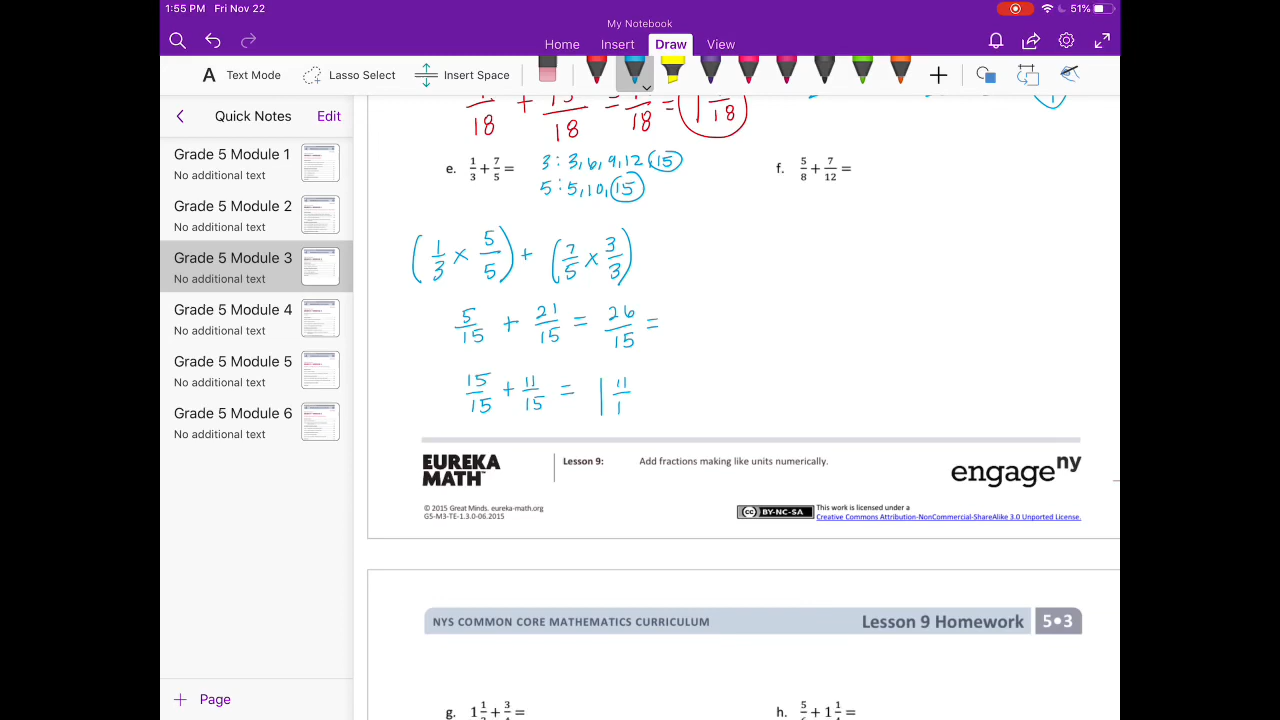 1:55 PM Fri Nov 22
51%
My Notebook
Home Insert Draw View
A Text Mode Lasso Select Insert Space
Quick Notes Edit
Grade 5 Module 1
No additional text
Grade 5 Module 2
No additional text
Grade 5 Module 3
No additional text
Grade 5 Module 4
No additional text
Grade 5 Module 5
No additional text
Grade 5 Module 6
No additional text
+ Page
18 + 18 = 18 = 1 18
e. 1/3 + 7/5 = 3: 3, 6, 9, 12, 15
5: 5, 10, 15
f. 5/8 + 7/12 =
(1/3 × 5/5) + (7/5 × 3/3)
5/15 + 21/15 = 26/15 =
15/15 + 11/15 = 1 11/1
EUREKA MATH™
Lesson 9: Add fractions making like units numerically.
engage ny
© 2015 Great Minds. eureka-math.org
G5-M3-TE-1.3.0-06.2015
CC BY-NC-SA
This work is licensed under a
Creative Commons Attribution-NonCommercial-ShareAlike 3.0 Unported License.
NYS COMMON CORE MATHEMATICS CURRICULUM Lesson 9 Homework 5•3
g.
h.